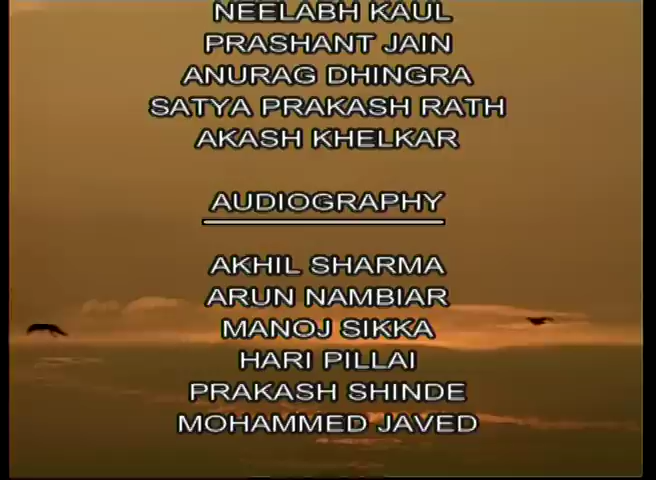 NEELABH KAUL
PRASHANT JAIN
ANURAG DHINGRA
SATYA PRAKASH RATH
AKASH KHELKAR
AUDIOGRAPHY
AKHIL SHARMA
ARUN NAMBIAR
MANOJ SIKKA
HARI PILLAI
PRAKASH SHINDE
MOHAMMED JAVED